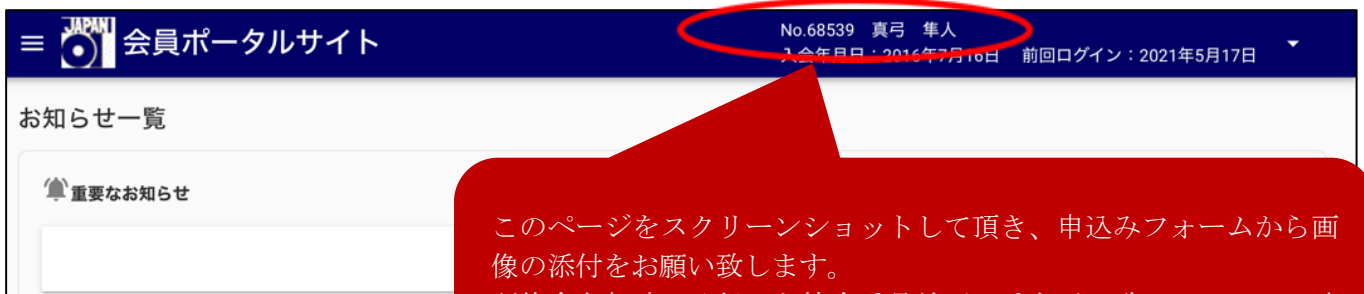 JAPAN
会員ポータルサイト
No.68539 真弓 隼人
入会年月日：2016年7月16日 前回ログイン：2021年5月17日
お知らせ一覧
重要なお知らせ
このページをスクリーンショットして頂き、申込みフォームから画
像の添付をお願い致します。